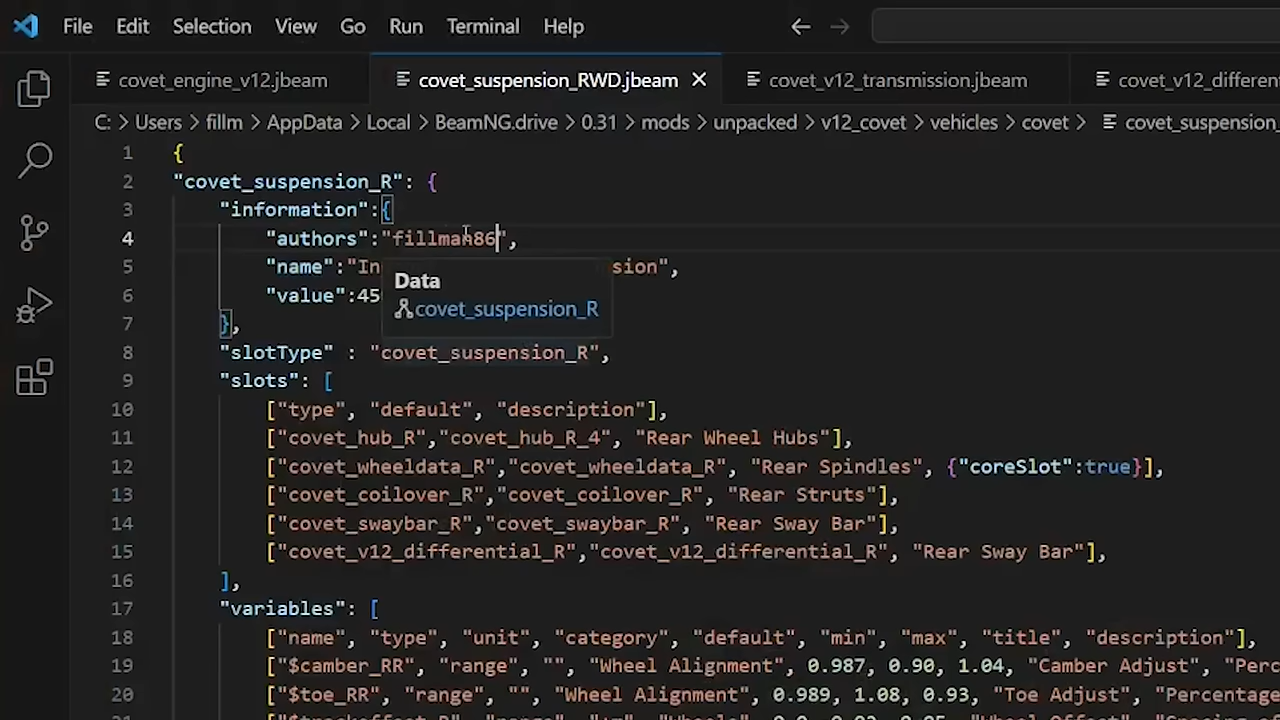 File Edit Selection View Go Run Terminal Help
covet_engine_v12.jbeam covet_suspension_RWD.jbeam covet_v12_transmission.jbeam covet_v12_differen
C: > Users > fillm > AppData > Local > BeamNG.drive > 0.31 > mods > unpacked > v12_covet > vehicles > covet > covet_suspension_
1 {
2 "covet_suspension_R": {
3 "information":{
4 "authors":"fillman86",
5 "name":"In sion",
6 "value":45
7 },
8 "slotType" : "covet_suspension_R",
9 "slots": [
10 ["type", "default", "description"],
11 ["covet_hub_R","covet_hub_R_4", "Rear Wheel Hubs"],
12 ["covet_wheeldata_R","covet_wheeldata_R", "Rear Spindles", {"coreSlot":true}],
13 ["covet_coilover_R","covet_coilover_R", "Rear Struts"],
14 ["covet_swaybar_R","covet_swaybar_R", "Rear Sway Bar"],
15 ["covet_v12_differential_R","covet_v12_differential_R", "Rear Sway Bar"],
16 ],
17 "variables": [
18 ["name", "type", "unit", "category", "default", "min", "max", "title", "description"],
19 ["$camber_RR", "range", "", "Wheel Alignment", 0.987, 0.90, 1.04, "Camber Adjust", "Perc
20 ["$toe_RR", "range", "", "Wheel Alignment", 0.989, 1.08, 0.93, "Toe Adjust", "Percentage
Data
covet_suspension_R